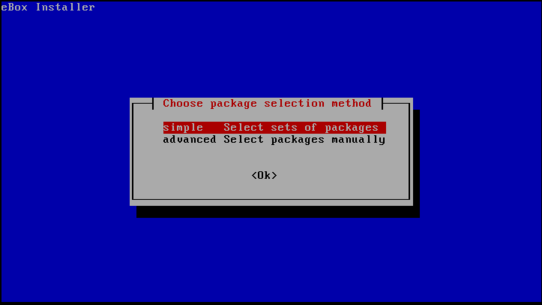 eBox Installer
Choose package selection method
simple Select sets of packages
advanced Select packages manually
<Ok>